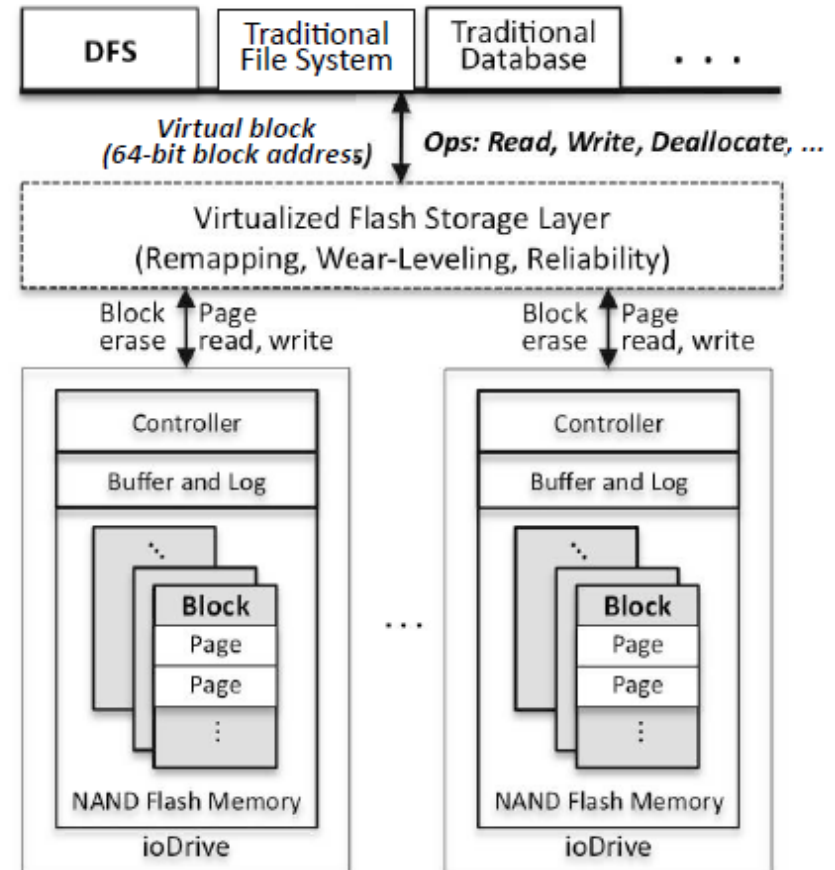 DFS
Traditional
File System
Traditional
Database
. . .
Virtual block
(64-bit block address)
Ops: Read, Write, Deallocate, ...
Virtualized Flash Storage Layer
(Remapping, Wear-Leveling, Reliability)
Block
erase
Page
read, write
Block
erase
Page
read, write
Controller
Buffer and Log
Block
Page
Page
NAND Flash Memory
ioDrive
. . .
Controller
Buffer and Log
Block
Page
Page
NAND Flash Memory
ioDrive